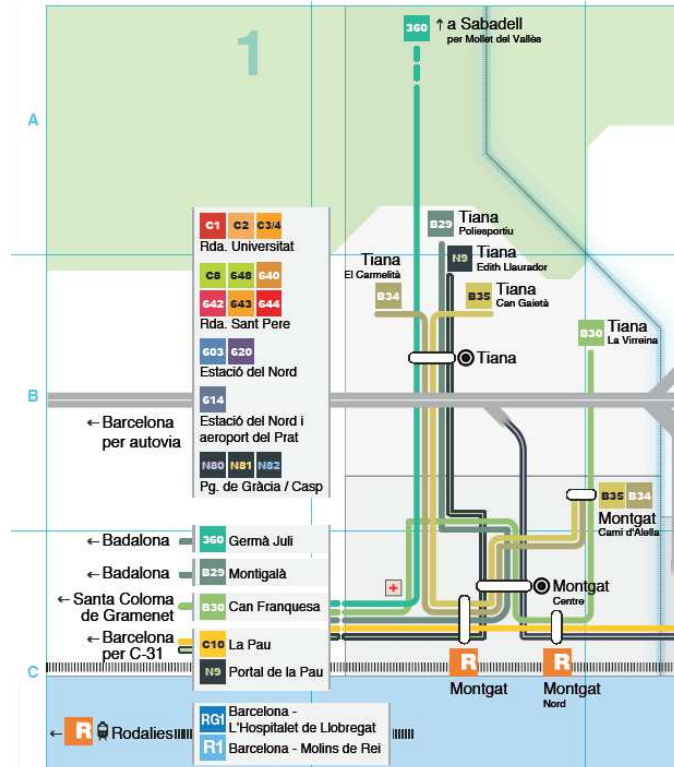 1
360 ↑ a Sabadell
per Mollet del Vallès
A
B29 Tiana
Poliesportiu
C1 C2 C3/4
Rda. Universitat
N9 Tiana
Edith Llaurador
Tiana
El Carmelità
B34
B35 Tiana
Can Gaietà
C8 648 640
642 643 644
Rda. Sant Pere
B30 Tiana
La Virreina
603 620
Estació del Nord
Tiana
B
614
Estació del Nord i
aeroport del Prat
← Barcelona
per autovia
N80 N81 N82
Pg. de Gràcia / Casp
B35 B34
Montgat
Camí d'Alella
← Badalona 360 Germà Juli
← Badalona B29 Montigalà
Montgat
Centre
← Santa Coloma
de Gramenet
B30 Can Franquesa
← Barcelona
per C-31
C10 La Pau
N9 Portal de la Pau
C
R
Montgat
R
Montgat
Nord
← R Rodalies
RG1 Barcelona -
L'Hospitalet de Llobregat
R1 Barcelona - Molins de Rei